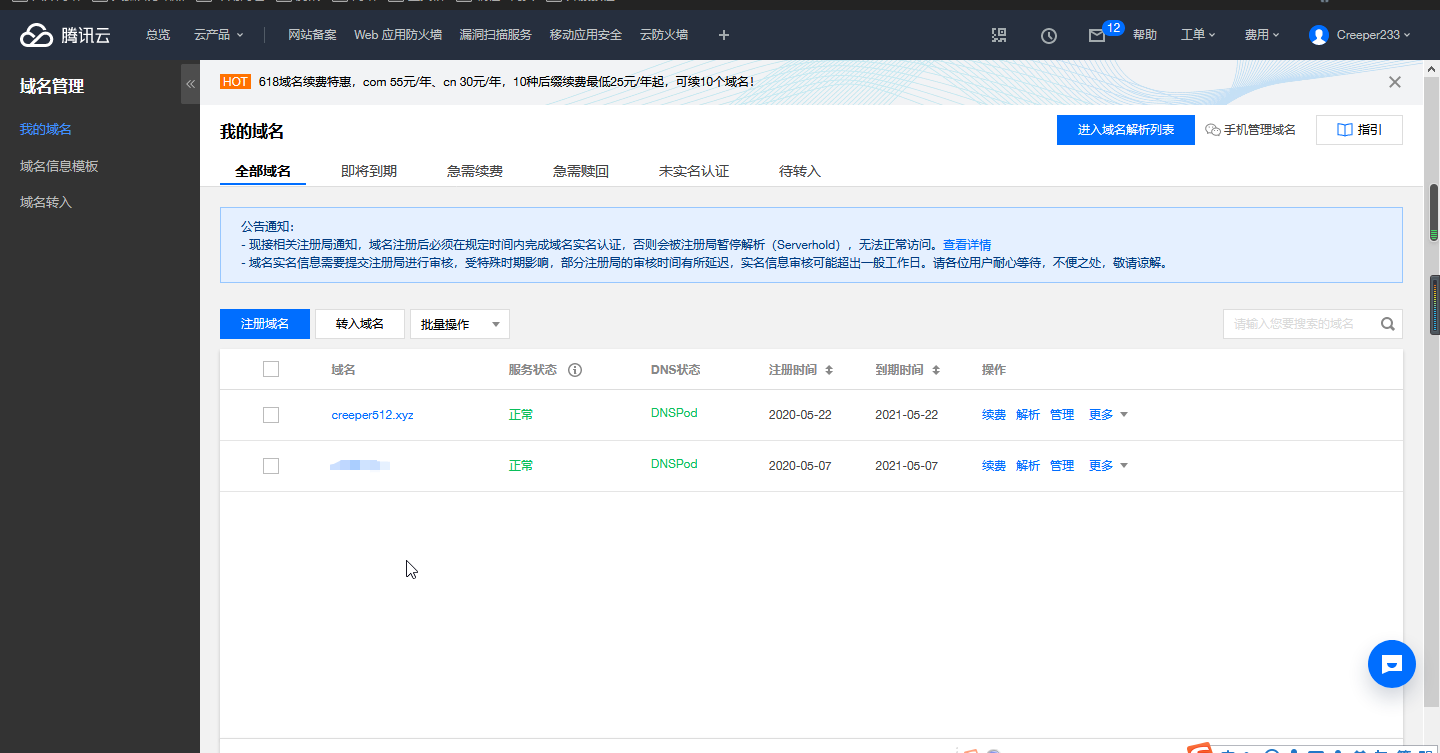 腾讯云 总览 云产品 网站备案 Web 应用防火墙 漏洞扫描服务 移动应用安全 云防火墙 + 12 帮助 工单 费用 Creeper233
域名管理
我的域名
域名信息模板
域名转入
HOT 618域名续费特惠，com 55元/年、cn 30元/年，10种后缀续费最低25元/年起，可续10个域名！
我的域名 进入域名解析列表 手机管理域名 指引
全部域名 即将到期 急需续费 急需赎回 未实名认证 待转入
公告通知：
- 现接相关注册局通知，域名注册后必须在规定时间内完成域名实名认证，否则会被注册局暂停解析（Serverhold），无法正常访问。查看详情
- 域名实名信息需要提交注册局进行审核，受特殊时期影响，部分注册局的审核时间有所延迟，实名信息审核可能超出一般工作日。请各位用户耐心等待，不便之处，敬请谅解。
注册域名 转入域名 批量操作 请输入您要搜索的域名
域名 服务状态 DNS状态 注册时间 到期时间 操作
creeper512.xyz 正常 DNSPod 2020-05-22 2021-05-22 续费 解析 管理 更多
正常 DNSPod 2020-05-07 2021-05-07 续费 解析 管理 更多